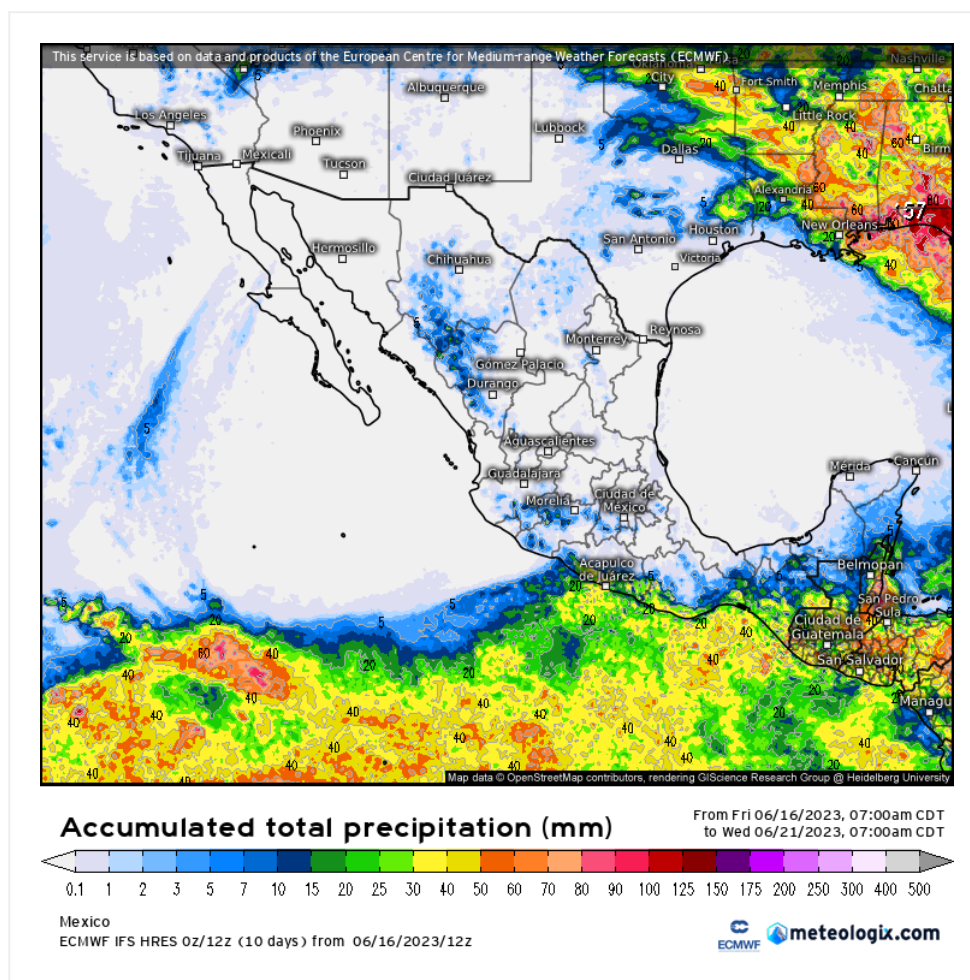 This service is based on data and products of the European Centre for Medium-range Weather Forecasts (ECMWF)
Nashville
Oklahoma City
Albuquerque
Fort Smith
Memphis
Los Angeles
Little Rock
Phoenix
Lubbock
Tijuana
Mexicali
Tucson
Dallas
Birm
Ciudad Juárez
Alexandria
157
Hermosillo
San Antonio
Houston
New Orleans
Chihuahua
Victoria
Reynosa
Monterrey
Gómez Palacio
Durango
Aguascalientes
Guadalajara
Mérida
Cancún
Morelia
Ciudad de México
Acapulco de Juárez
Belmopan
San Pedro Sula
Ciudad de Guatemala
San Salvador
Managu
Map data © OpenStreetMap contributors, rendering GIScience Research Group @ Heidelberg University
Accumulated total precipitation (mm)
From Fri 06/16/2023, 07:00am CDT
to Wed 06/21/2023, 07:00am CDT
0.1 1 2 3 5 7 10 15 20 25 30 40 50 60 70 80 90 100 125 150 175 200 250 300 400 500
Mexico
ECMWF IFS HRES 0z/12z (10 days) from 06/16/2023/12z
ECMWF
meteologix.com